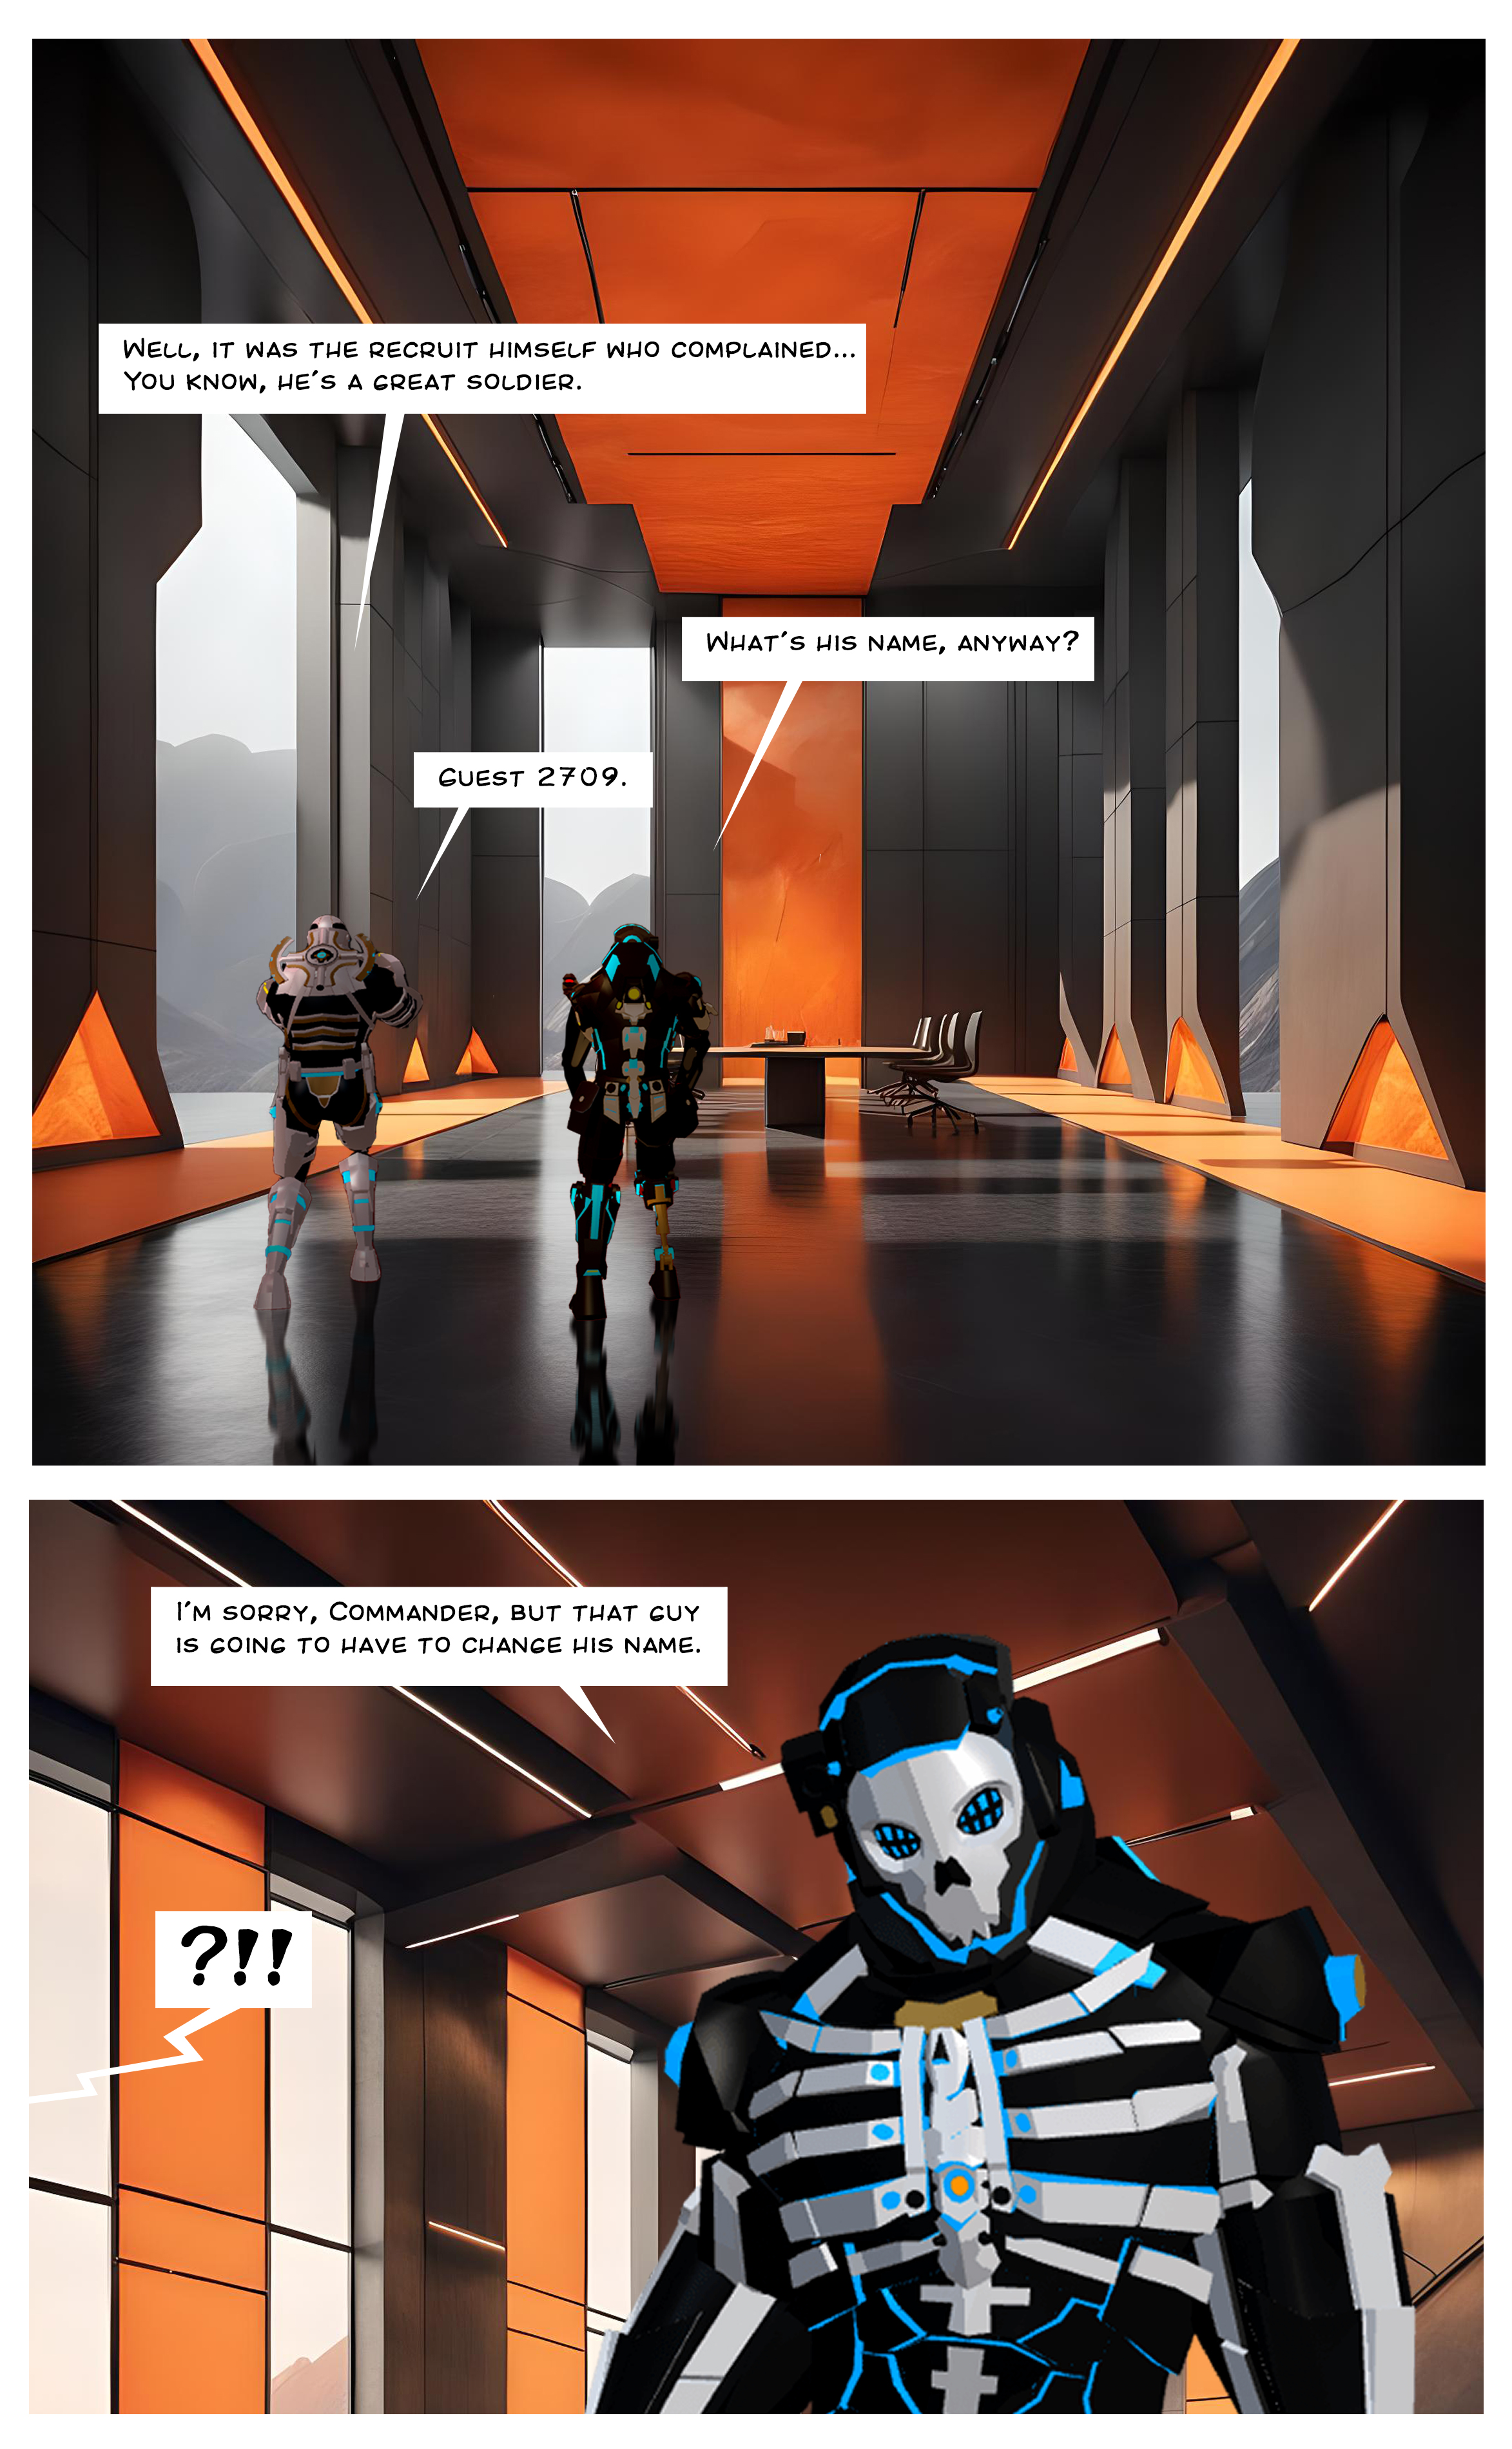 Well, it was the recruit himself who complained...
You know, he's a great soldier.
What's his name, anyway?
Guest 2709.
I'm sorry, Commander, but that guy
is going to have to change his name.
?!!